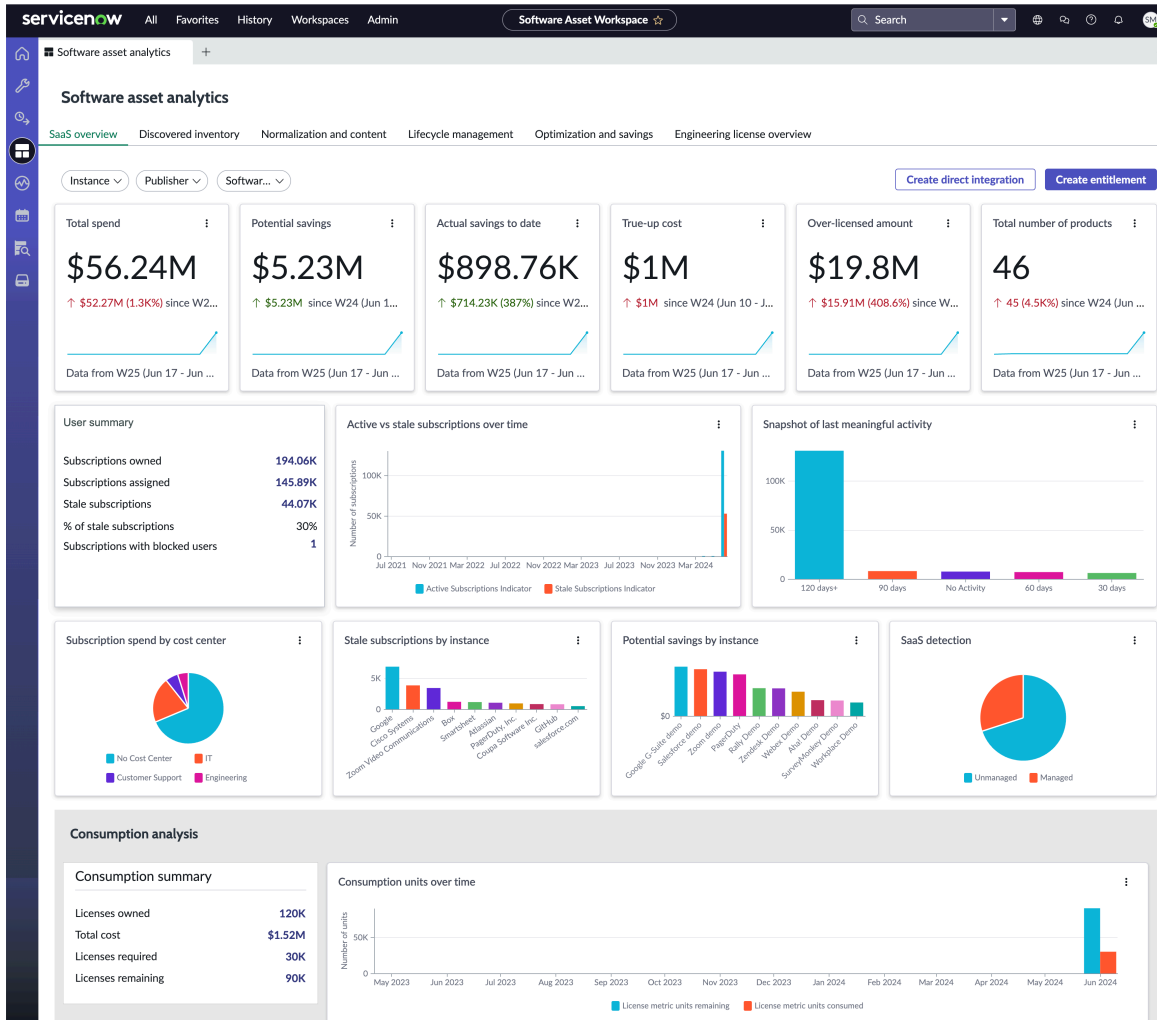 servicenow All Favorites History Workspaces Admin Software Asset Workspace Search SM
Software asset analytics
Software asset analytics
SaaS overview Discovered inventory Normalization and content Lifecycle management Optimization and savings Engineering license overview
Instance Publisher Softwar... Create direct integration Create entitlement
Total spend
$56.24M
↑ $52.27M (1.3K%) since W2...
Data from W25 (Jun 17 - Jun ...
Potential savings
$5.23M
↑ $5.23M since W24 (Jun 1...
Data from W25 (Jun 17 - Jun ...
Actual savings to date
$898.76K
↑ $714.23K (387%) since W2...
Data from W25 (Jun 17 - Jun ...
True-up cost
$1M
↑ $1M since W24 (Jun 10 - J...
Data from W25 (Jun 17 - Jun ...
Over-licensed amount
$19.8M
↑ $15.91M (408.6%) since W...
Data from W25 (Jun 17 - Jun ...
Total number of products
46
↑ 45 (4.5K%) since W24 (Jun ...
Data from W25 (Jun 17 - Jun ...
User summary
Subscriptions owned 194.06K
Subscriptions assigned 145.89K
Stale subscriptions 44.07K
% of stale subscriptions 30%
Subscriptions with blocked users 1
Active vs stale subscriptions over time
Number of subscriptions
100K
50K
0
Jul 2021 Nov 2021 Mar 2022 Jul 2022 Nov 2022 Mar 2023 Jul 2023 Nov 2023 Mar 2024
Active Subscriptions Indicator Stale Subscriptions Indicator
Snapshot of last meaningful activity
100K
50K
0
120 days+ 90 days No Activity 60 days 30 days
Subscription spend by cost center
No Cost Center IT
Customer Support Engineering
Stale subscriptions by instance
5K
0
Google
Cisco Systems
Zoom Video Communications
Box
Smartsheet
Atlassian
PagerDuty, Inc.
Coupa Software Inc.
GitHub
salesforce.com
Potential savings by instance
$0
Google G-Suite demo
Salesforce demo
Zoom demo
PagerDuty
Rally Demo
Zendesk Demo
Webex Demo
Aha! Demo
SurveyMonkey Demo
Workplace Demo
SaaS detection
Unmanaged Managed
Consumption analysis
Consumption summary
Licenses owned 120K
Total cost $1.52M
Licenses required 30K
Licenses remaining 90K
Consumption units over time
Number of units
50K
0
May 2023 Jun 2023 Jul 2023 Aug 2023 Sep 2023 Oct 2023 Nov 2023 Dec 2023 Jan 2024 Feb 2024 Mar 2024 Apr 2024 May 2024 Jun 2024
License metric units remaining License metric units consumed